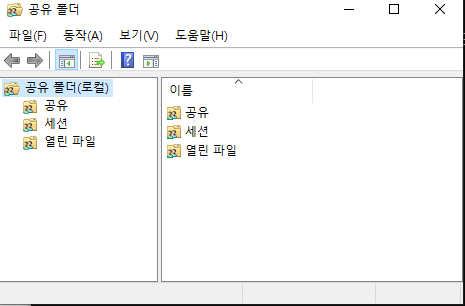 공유 폴더
파일(F) 동작(A) 보기(V) 도움말(H)
공유 폴더(로컬)
공유
세션
열린 파일
이름
공유
세션
열린 파일